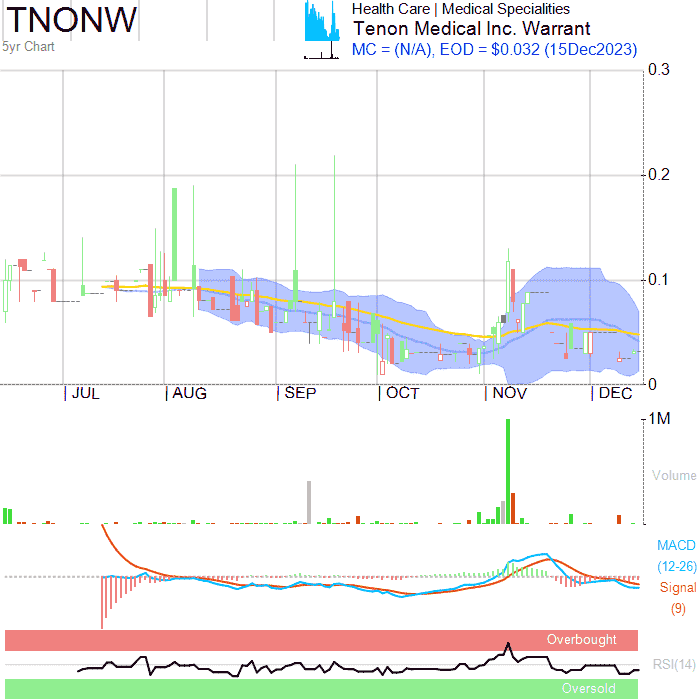 TNONW
5yr Chart
Health Care | Medical Specialities
Tenon Medical Inc. Warrant
MC = (N/A), EOD = $0.032 (15Dec2023)
0.3
0.2
0.1
0
JUL AUG SEP OCT NOV DEC
1M
Volume
MACD
(12-26)
Signal
(9)
Overbought
RSI(14)
Oversold